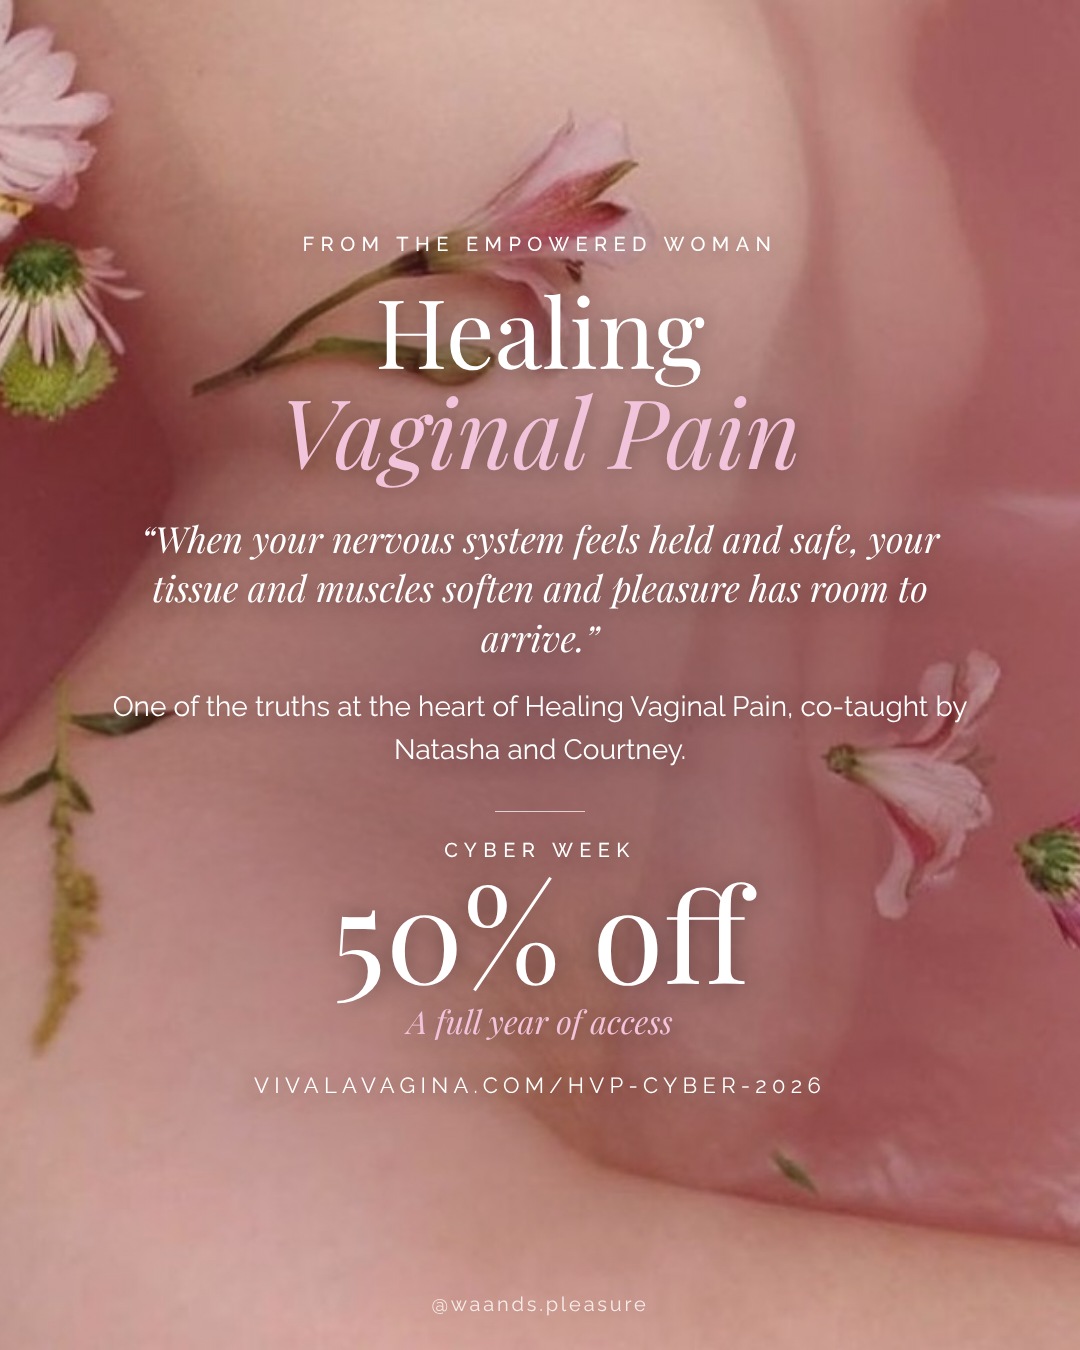 FROM THE EMPOWERED WOMAN
Healing
Vaginal Pain
“When your nervous system feels held and safe, your
tissue and muscles soften and pleasure has room to
arrive.”
One of the truths at the heart of Healing Vaginal Pain, co-taught by
Natasha and Courtney.
CYBER WEEK
50% off
A full year of access
VIVALAVAGINA.COM/HVP-CYBER-2026
@waands.pleasure